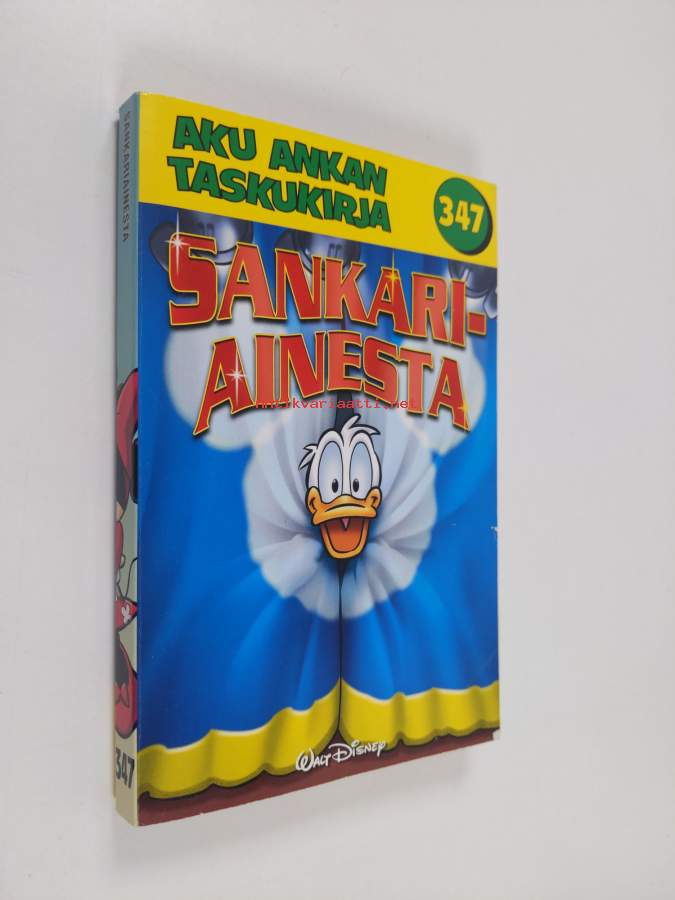 AKU ANKAN
TASKUKIRJA
347
SANKARI-
AINESTA
antikvariaatti.net
WALT DISNEY
SANKARIAINESTA
347